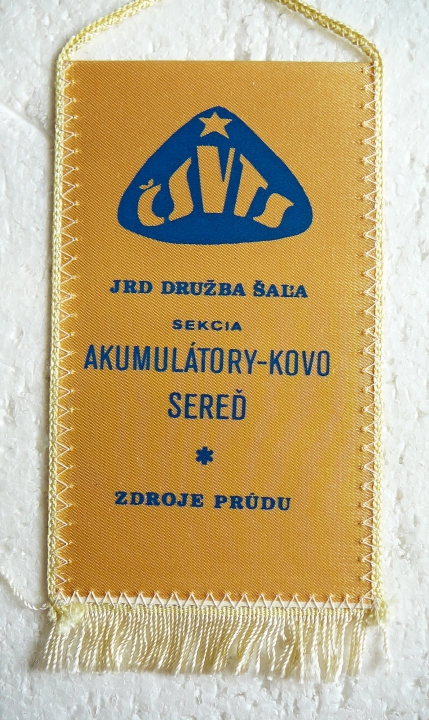 ČSVTS
JRD DRUŽBA ŠAĽA
SEKCIA
AKUMULÁTORY-KOVO
SEREĎ
*
ZDROJE PRÚDU